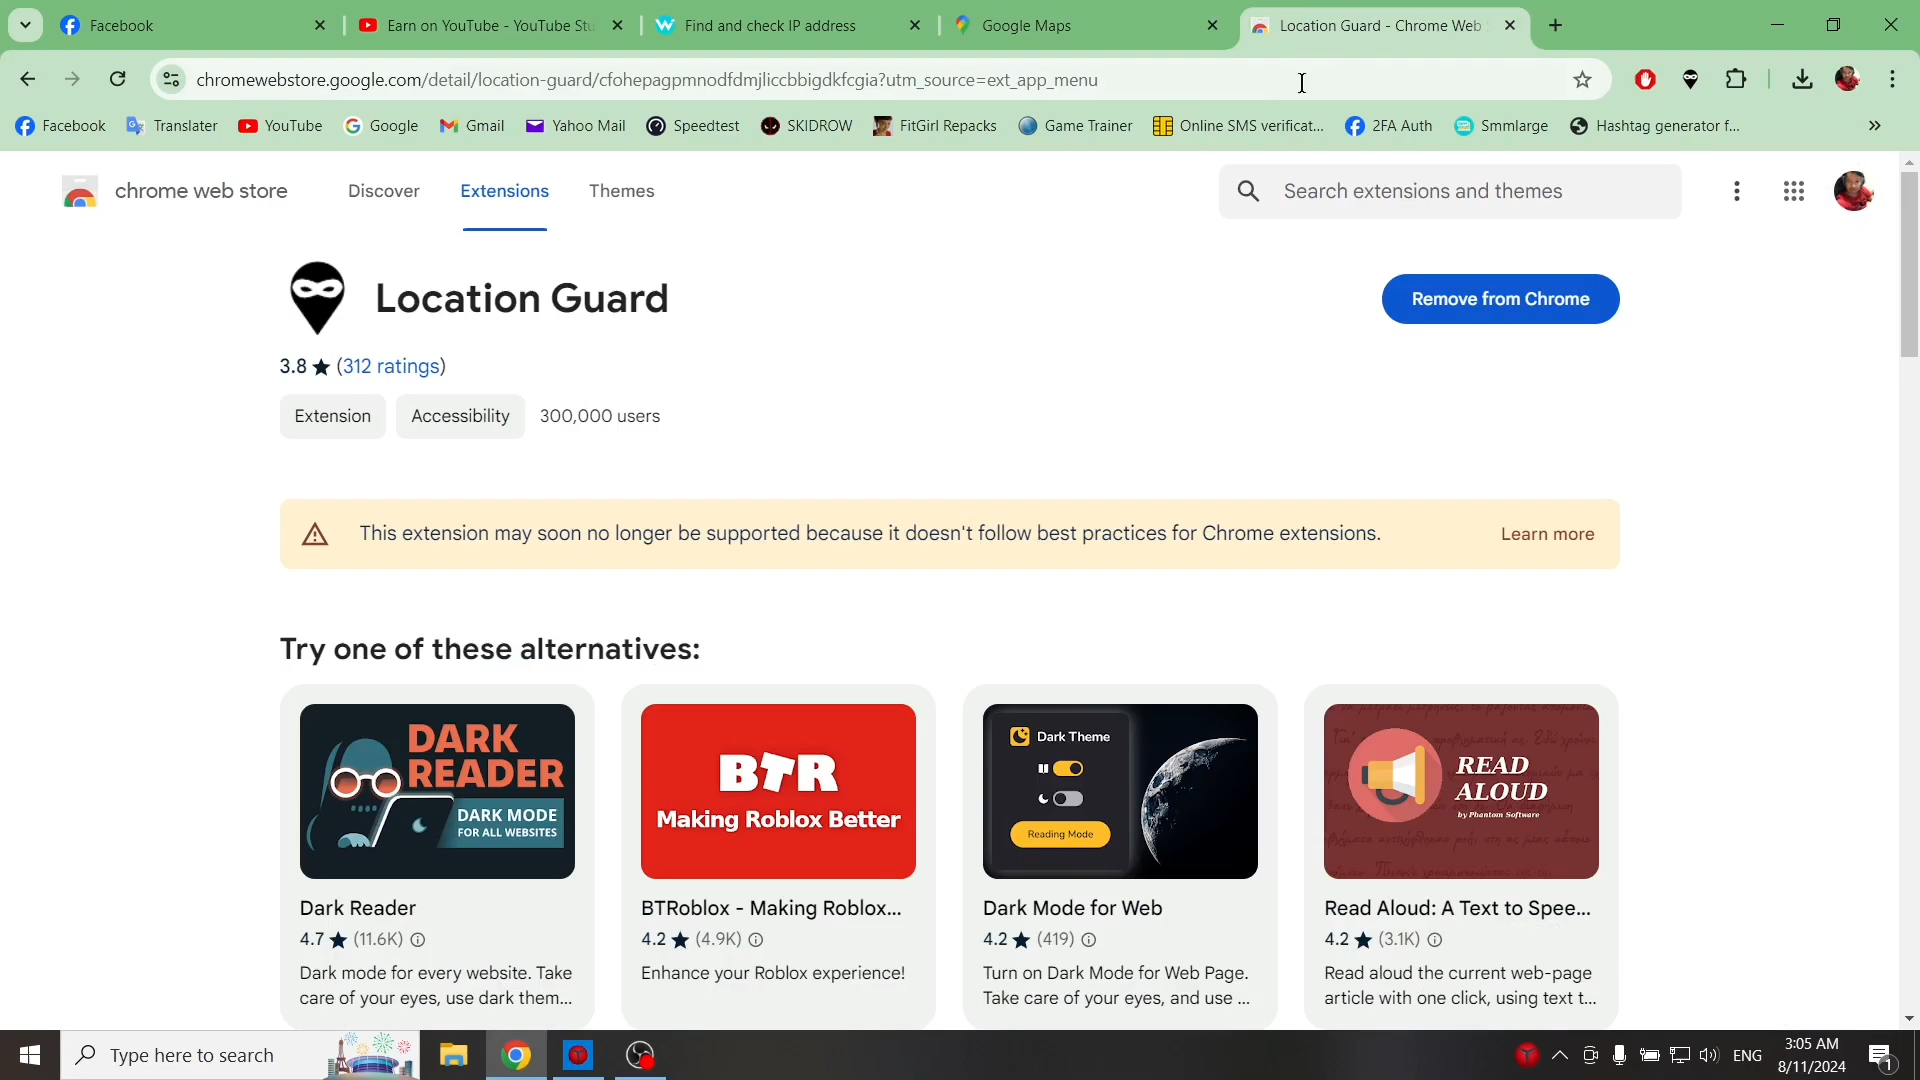 Facebook
Earn on YouTube - YouTube Stu
Find and check IP address
Google Maps
Location Guard - Chrome Web S
chromewebstore.google.com/detail/location-guard/cfohepagpmnodfdmjliccbbigdkfcgia?utm_source=ext_app_menu
Facebook
Translater
YouTube
Google
Gmail
Yahoo Mail
Speedtest
SKIDROW
FitGirl Repacks
Game Trainer
Online SMS verificat...
2FA Auth
Smmlarge
Hashtag generator f...
chrome web store
Discover
Extensions
Themes
Search extensions and themes
Location Guard
Remove from Chrome
3.8 ★ (312 ratings)
Extension
Accessibility
300,000 users
This extension may soon no longer be supported because it doesn't follow best practices for Chrome extensions.
Learn more
Try one of these alternatives:
DARK
READER
DARK MODE
FOR ALL WEBSITES
BTR
Making Roblox Better
Dark Theme
Reading Mode
READ
ALOUD
by Phantom Software
Dark Reader
4.7 ★ (11.6K)
Dark mode for every website. Take
care of your eyes, use dark them...
BTRoblox - Making Roblox...
4.2 ★ (4.9K)
Enhance your Roblox experience!
Dark Mode for Web
4.2 ★ (419)
Turn on Dark Mode for Web Page.
Take care of your eyes, and use ...
Read Aloud: A Text to Spee...
4.2 ★ (3.1K)
Read aloud the current web-page
article with one click, using text t...
Type here to search
ENG
3:05 AM
8/11/2024
1